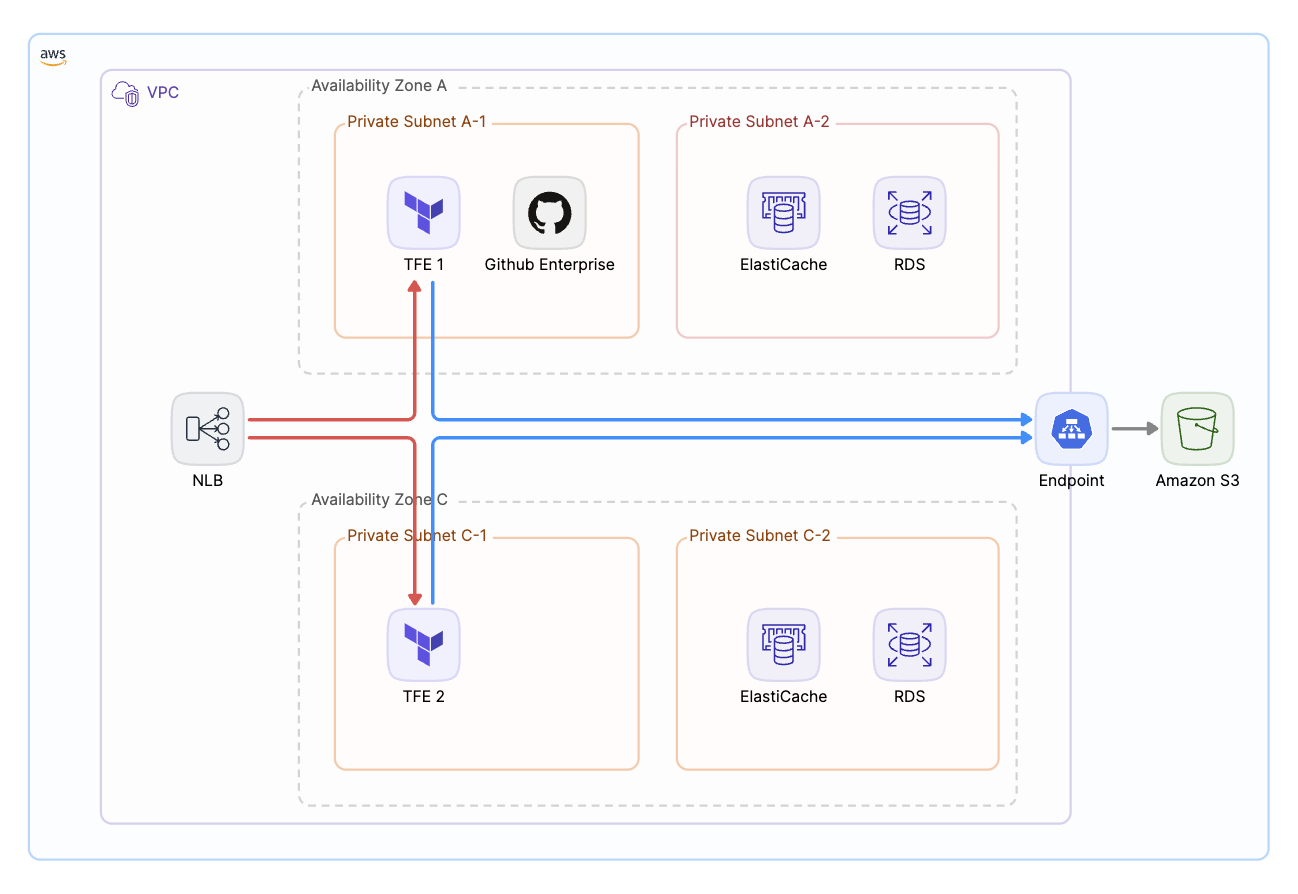 aws
VPC
Availability Zone A
Private Subnet A-1
Private Subnet A-2
TFE 1
Github Enterprise
ElastiCache
RDS
NLB
Endpoint
Amazon S3
Availability Zone C
Private Subnet C-1
Private Subnet C-2
TFE 2
ElastiCache
RDS